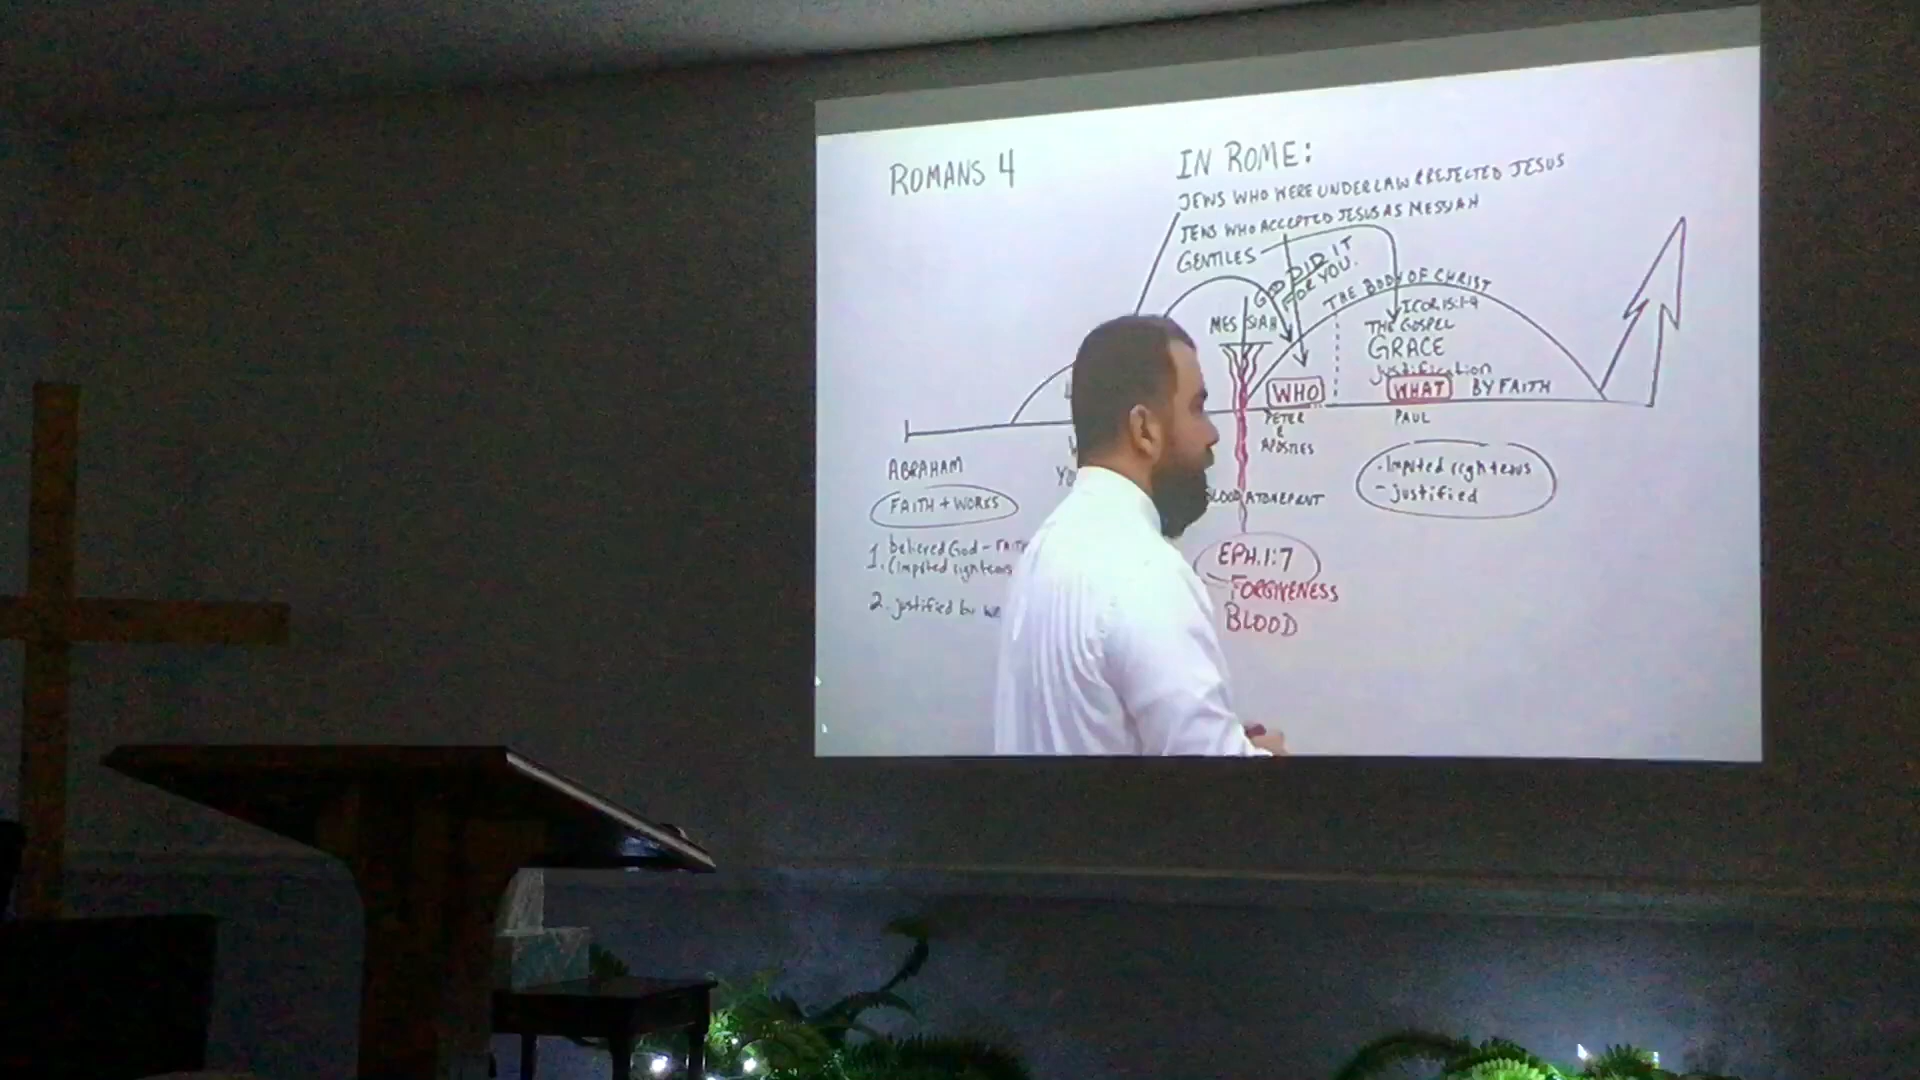 ROMANS 4
IN ROME:
JEWS WHO WERE UNDER LAW & REJECTED JESUS
JEWS WHO ACCEPTED JESUS AS MESSIAH
GENTILES
GOD DID IT
FOR YOU.
THE BODY OF CHRIST
MESSIAH
I COR 15:1-4
THE GOSPEL
GRACE
justification
WHO
WHAT BY FAITH
PETER
&
APOSTLES
PAUL
ABRAHAM
FAITH + WORKS
1. believed God - FAITH
(imputed righteous
2. justified by
BLOOD ATONEMENT
- Imputed righteous
- justified
EPH. 1:7
- FORGIVENESS
BLOOD